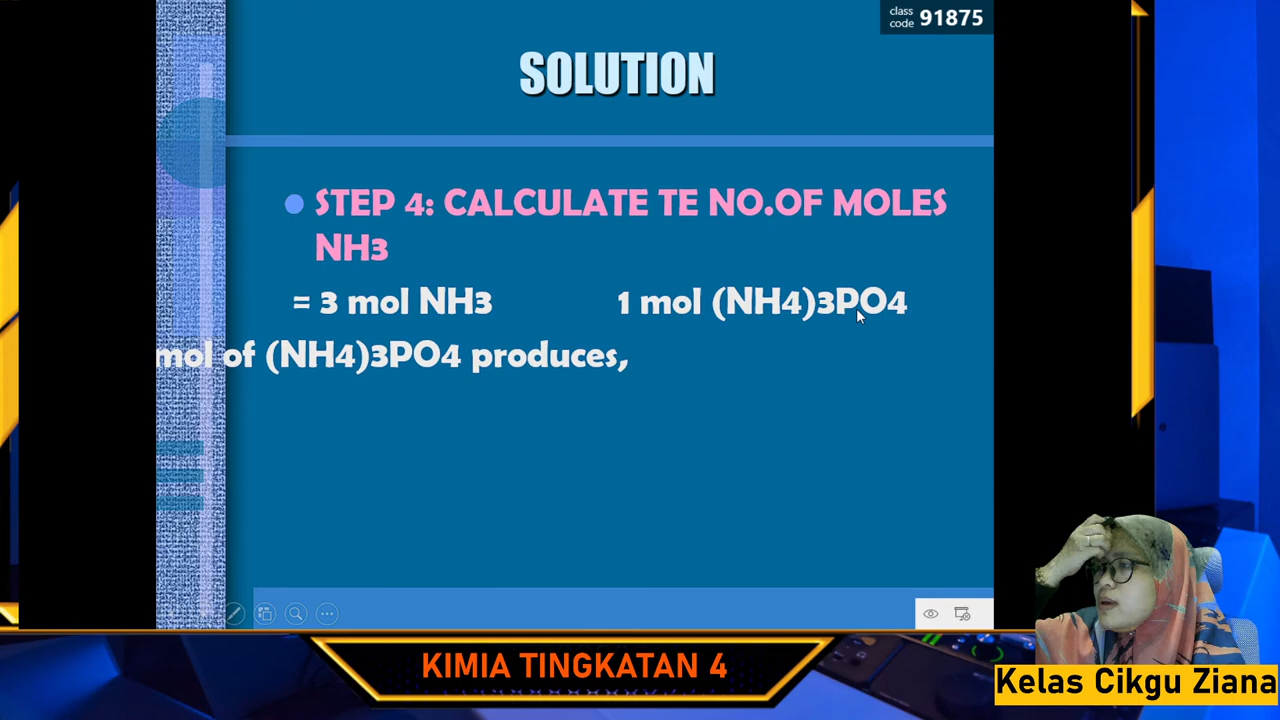 class
code 91875
SOLUTION
STEP 4: CALCULATE TE NO.OF MOLES
NH3
= 3 mol NH3 1 mol (NH4)3PO4
mol of (NH4)3PO4 produces,
KIMIA TINGKATAN 4
Kelas Cikgu Ziana